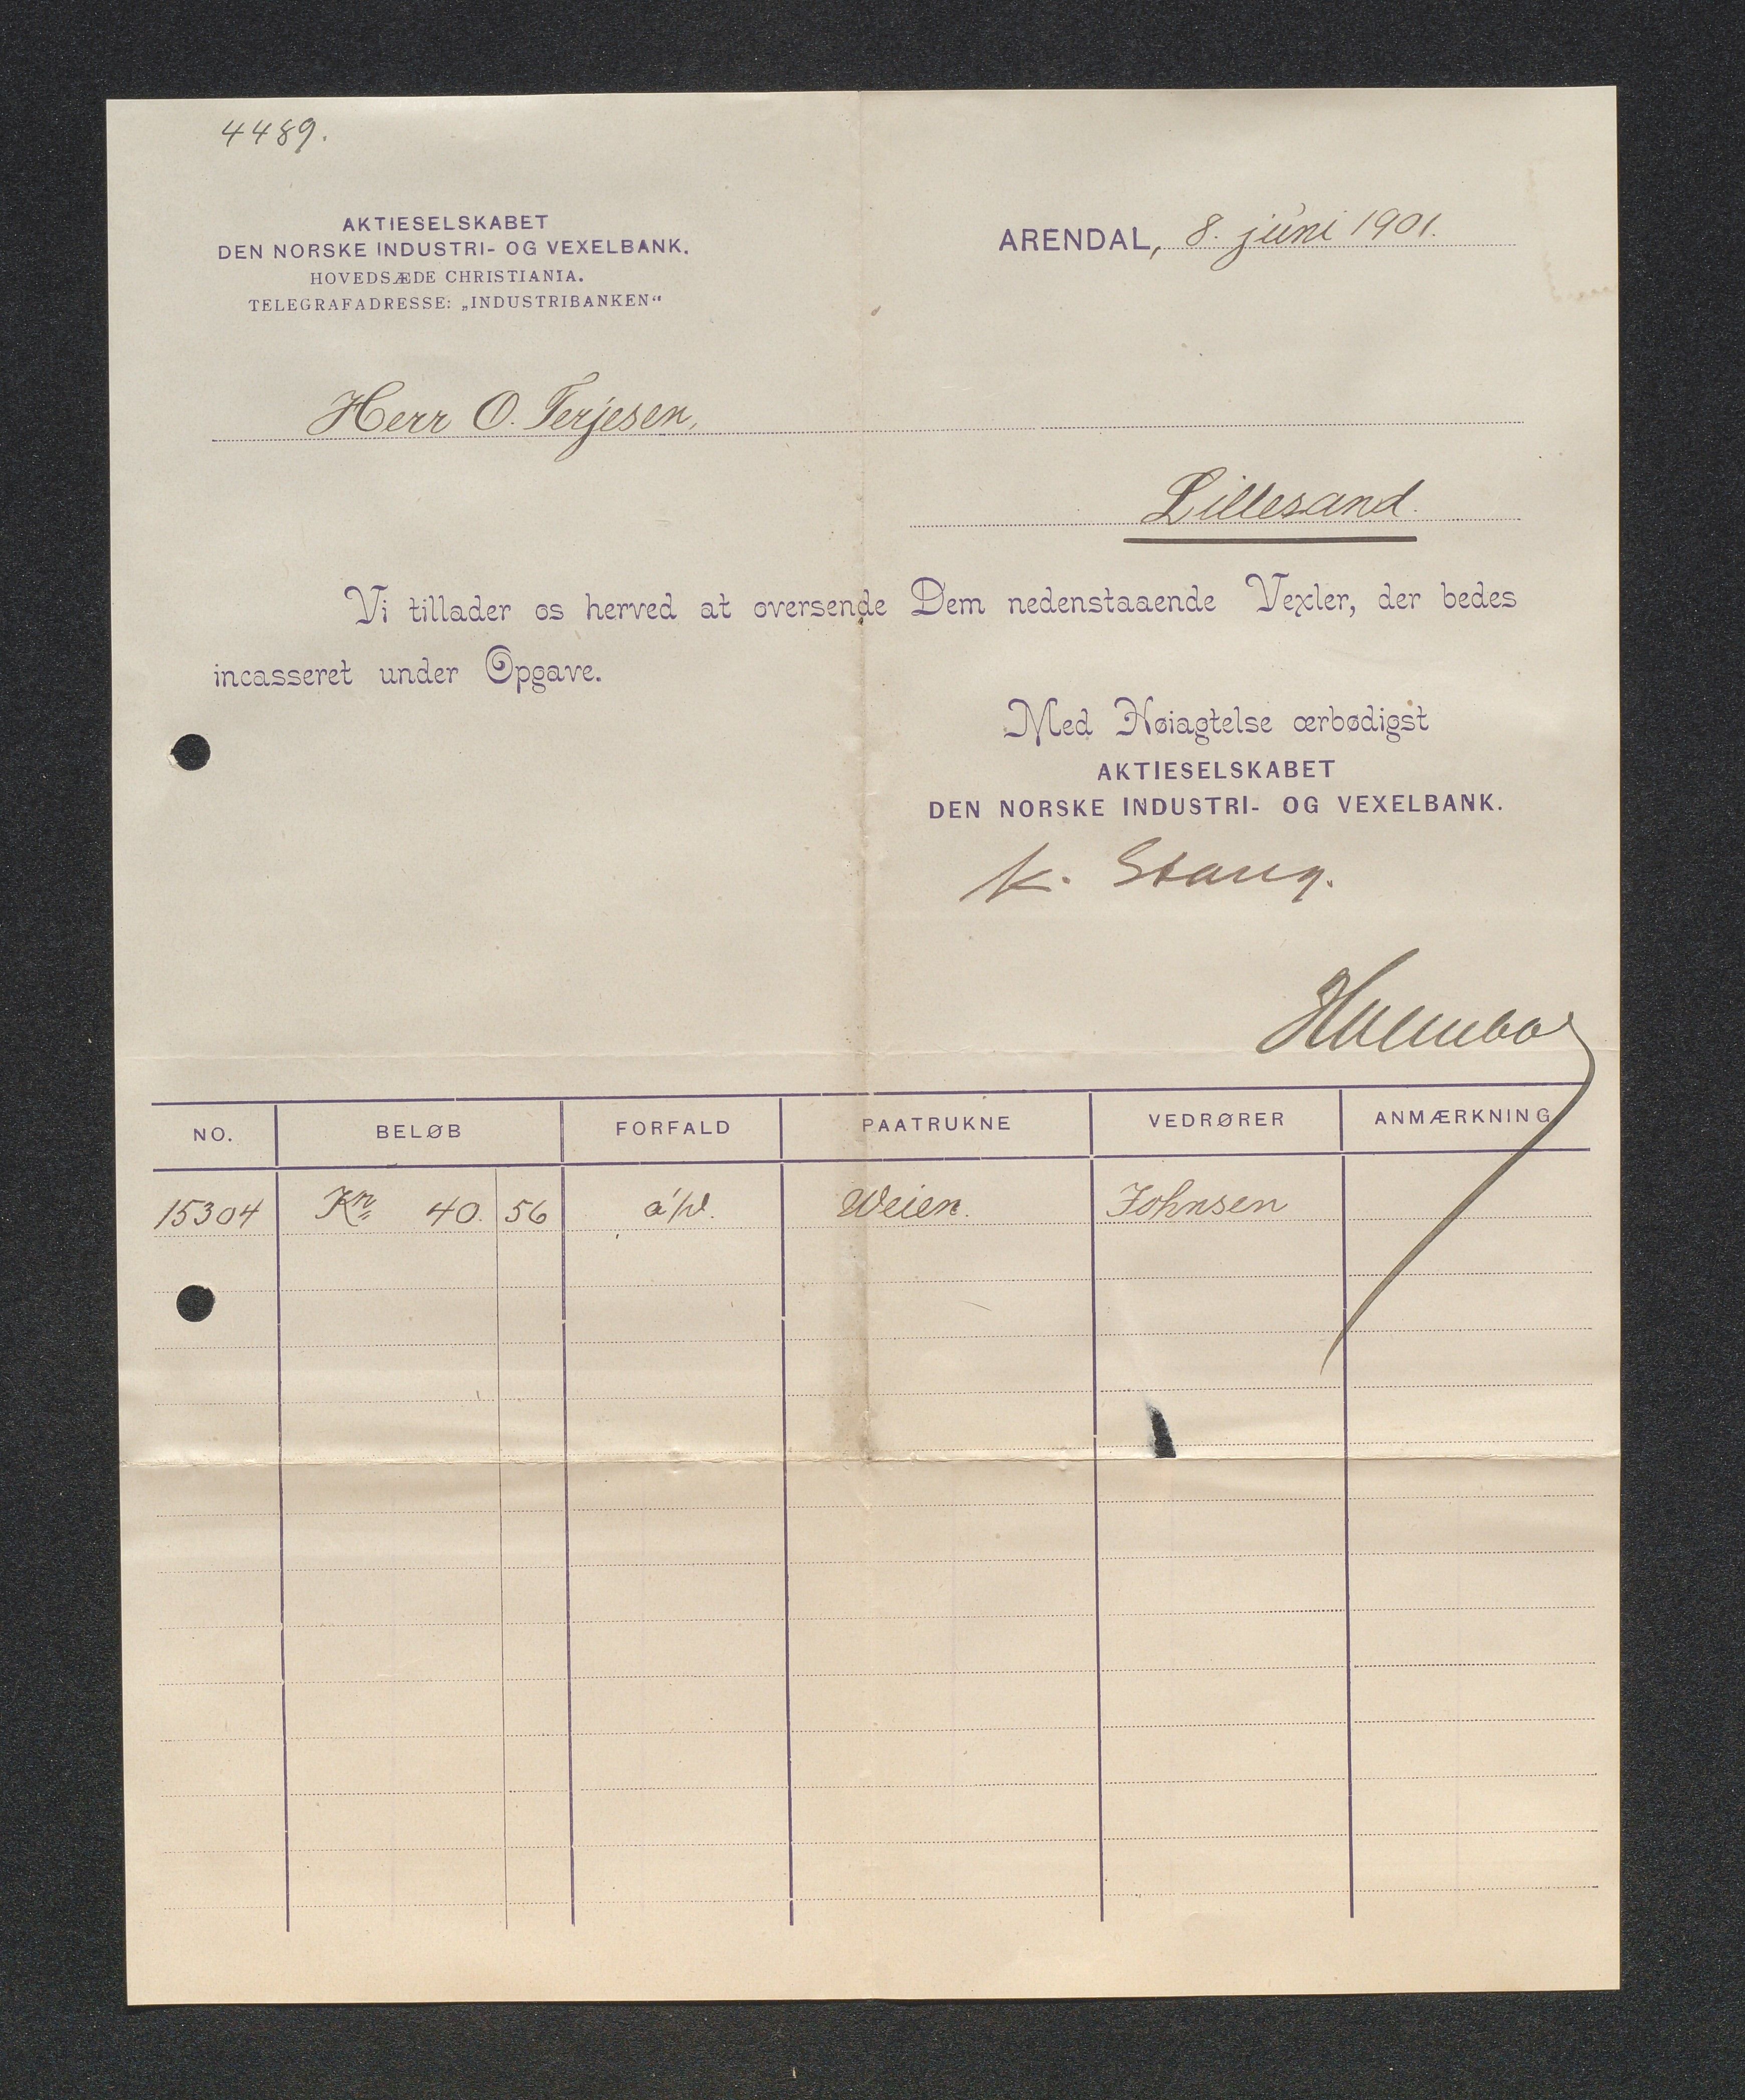 4489.
AKTIESELSKABET
DEN NORSKE INDUSTRI- OG VEXELBANK.
HOVEDSÆDE CHRISTIANIA.
TELEGRAFADRESSE: „INDUSTRIBANKEN“
ARENDAL, 8. juni 1901.
Herr O. Terjesen,
Lillesand.
Vi tillader os herved at oversende Dem nedenstaaende Vexler, der bedes
incasseret under Opgave.
Med Høiagtelse ærbødigst
AKTIESELSKABET
DEN NORSKE INDUSTRI- OG VEXELBANK.
K. Stang.
NO. BELØB FORFALD PAATRUKNE VEDRØRER ANMÆRKNING
15304 Kr 40. 56 a/v. Weien. Johnsen